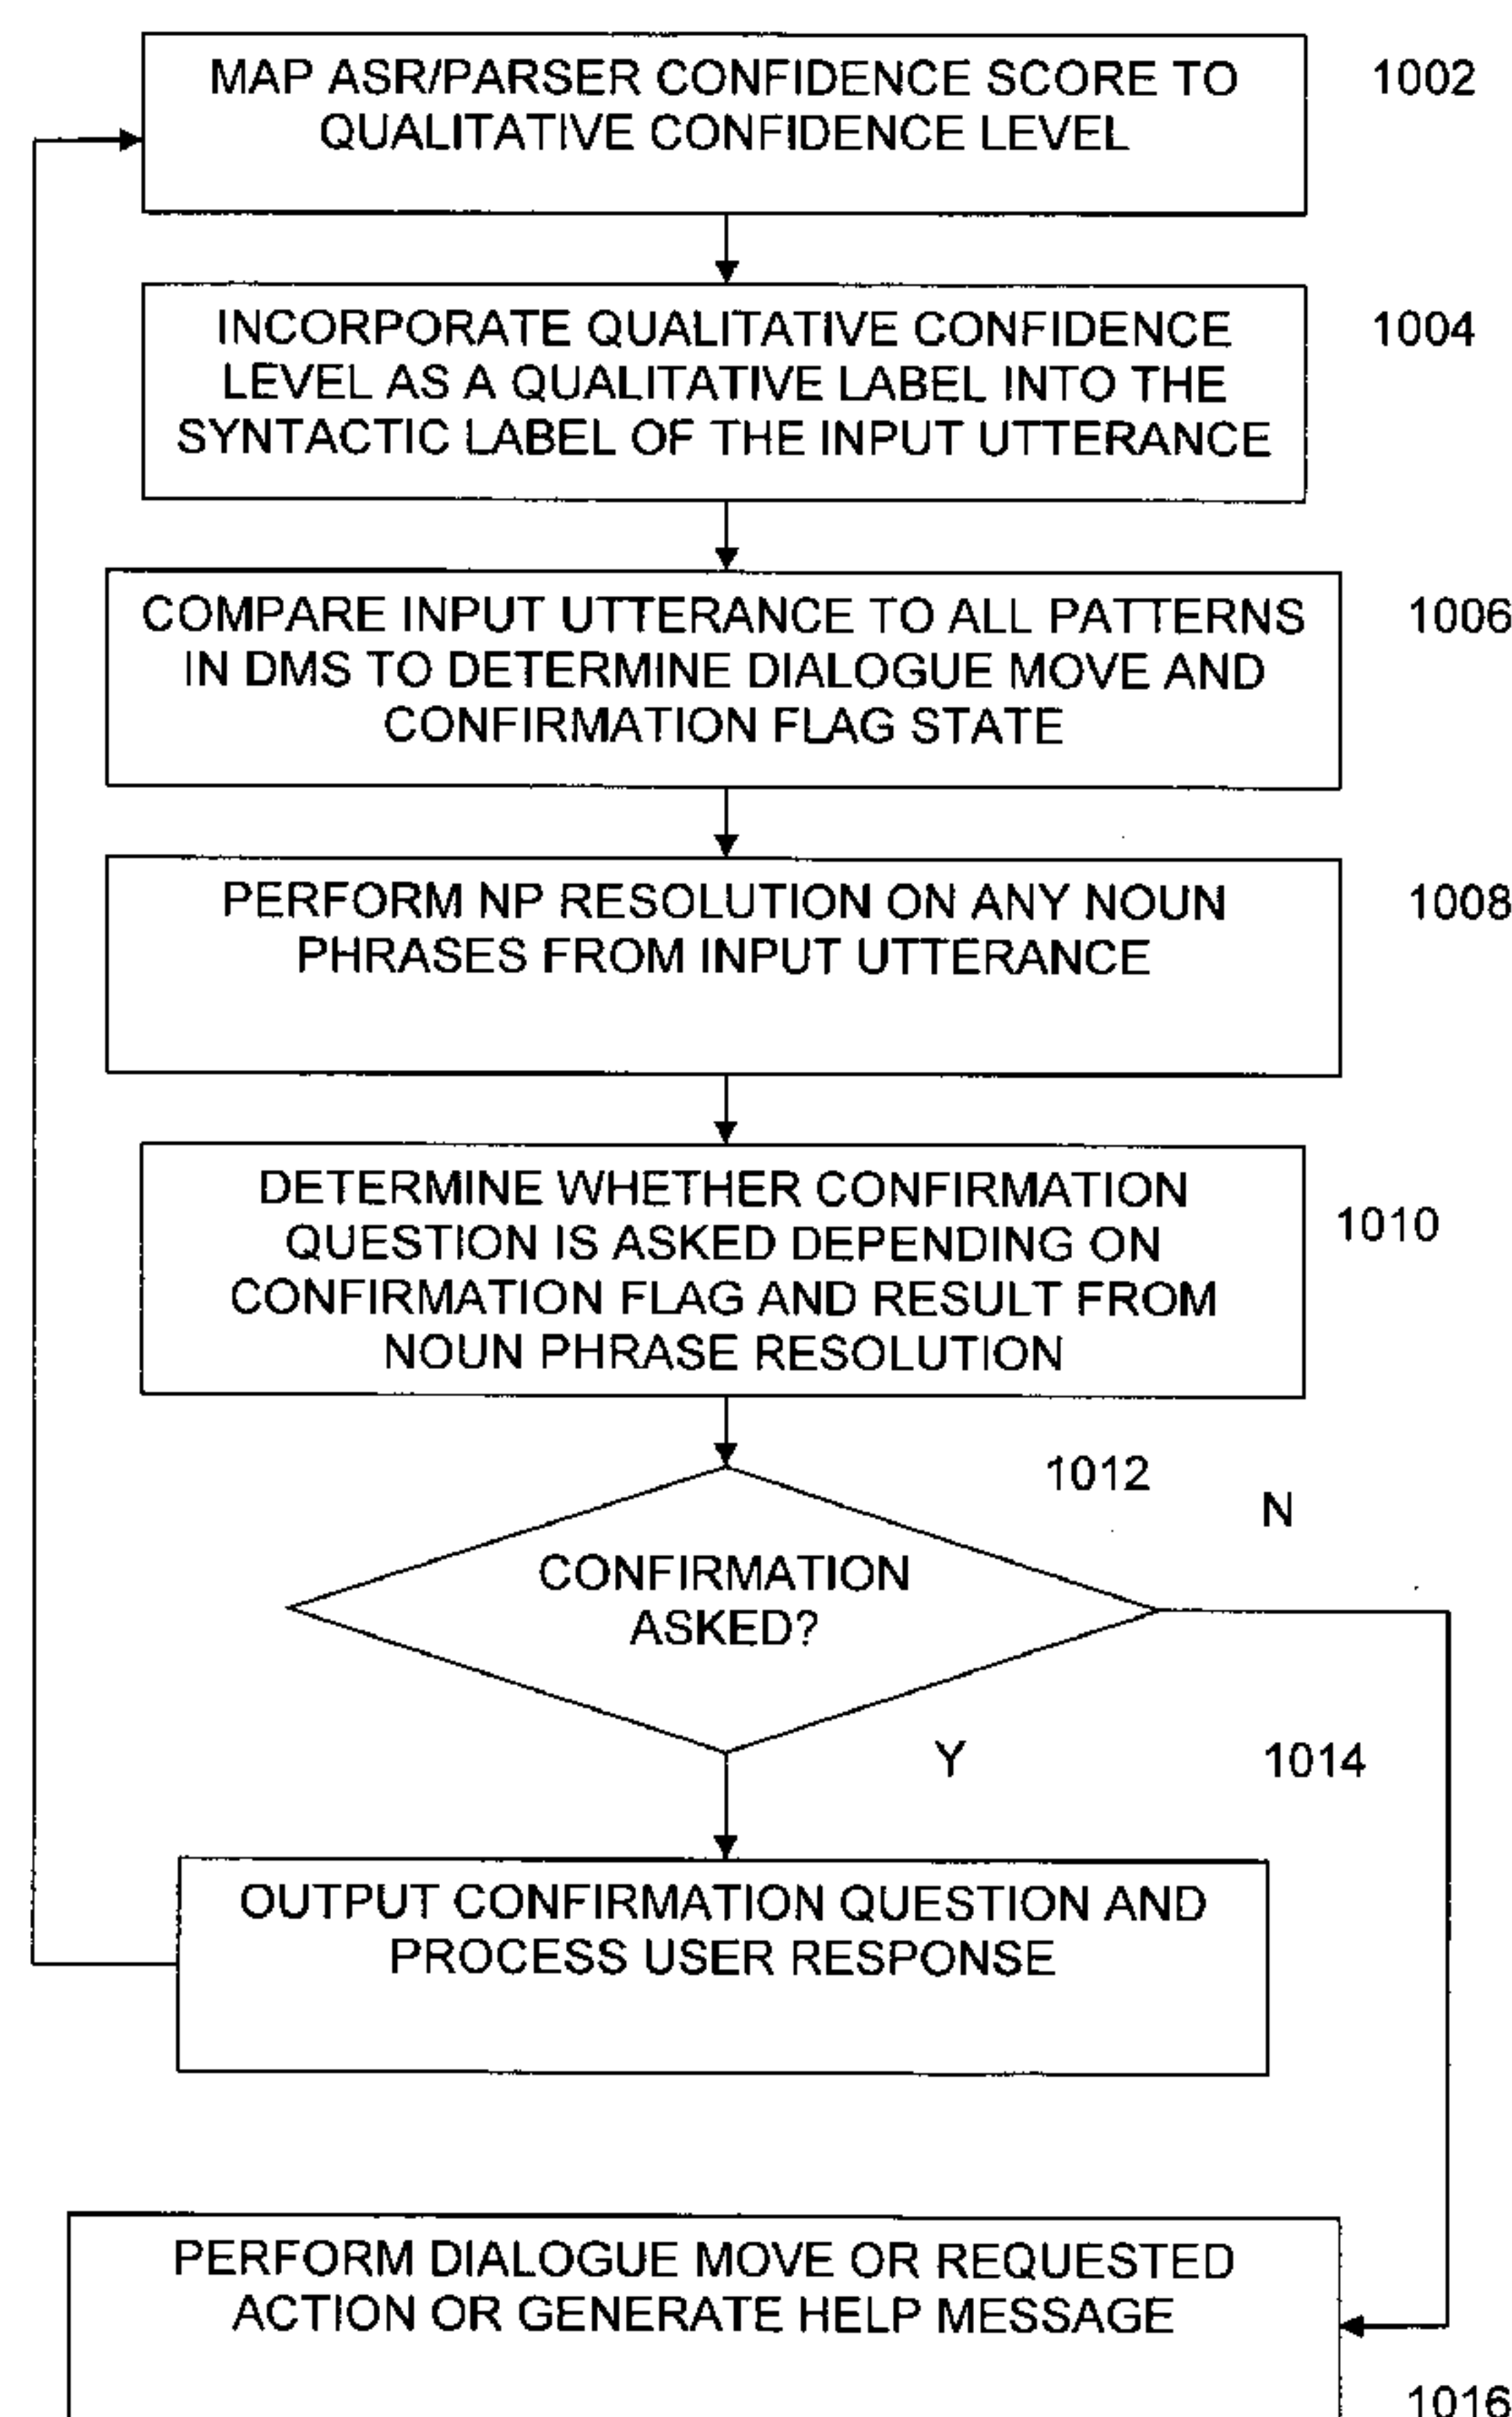 MAP ASR/PARSER CONFIDENCE SCORE TO
QUALITATIVE CONFIDENCE LEVEL
1002
INCORPORATE QUALITATIVE CONFIDENCE
LEVEL AS A QUALITATIVE LABEL INTO THE
SYNTACTIC LABEL OF THE INPUT UTTERANCE
1004
COMPARE INPUT UTTERANCE TO ALL PATTERNS
IN DMS TO DETERMINE DIALOGUE MOVE AND
CONFIRMATION FLAG STATE
1006
PERFORM NP RESOLUTION ON ANY NOUN
PHRASES FROM INPUT UTTERANCE
1008
DETERMINE WHETHER CONFIRMATION
QUESTION IS ASKED DEPENDING ON
CONFIRMATION FLAG AND RESULT FROM
NOUN PHRASE RESOLUTION
1010
1012
N
CONFIRMATION
ASKED?
Y
1014
OUTPUT CONFIRMATION QUESTION AND
PROCESS USER RESPONSE
PERFORM DIALOGUE MOVE OR REQUESTED
ACTION OR GENERATE HELP MESSAGE
1016